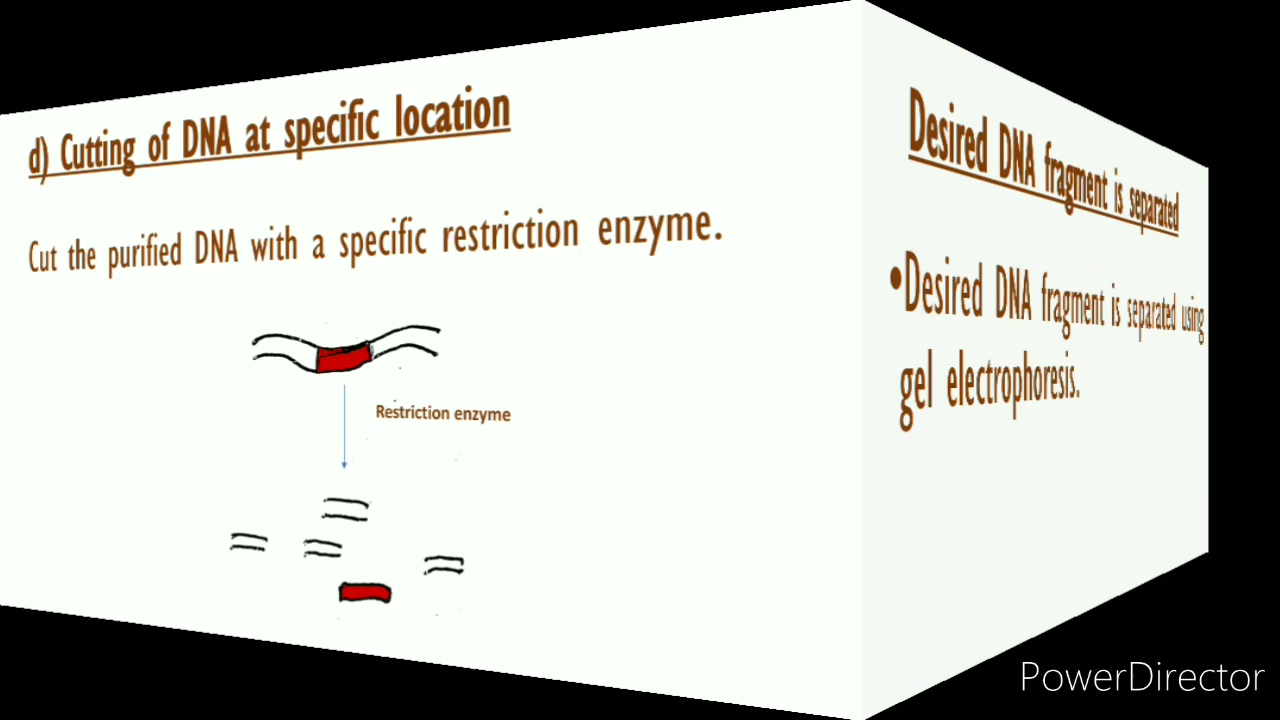 d) Cutting of DNA at specific location
Cut the purified DNA with a specific restriction enzyme.
Restriction enzyme
Desired DNA fragment is separated
•Desired DNA fragment is separated using
gel electrophoresis.
PowerDirector